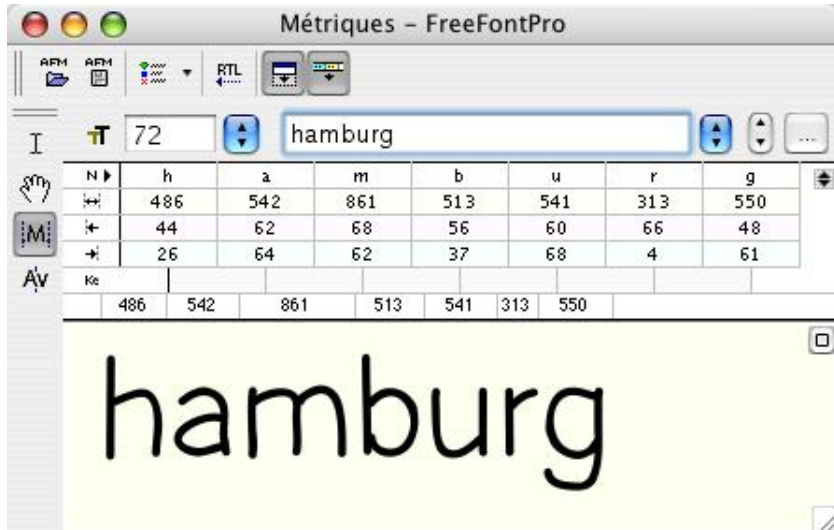 Métriques – FreeFontPro
AFM AFM RTL
T 72 hamburg ...
N h a m b u r g
486 542 861 513 541 313 550
44 62 68 56 60 66 48
M 26 64 62 37 68 4 61
AV Ke
486 542 861 513 541 313 550
hamburg